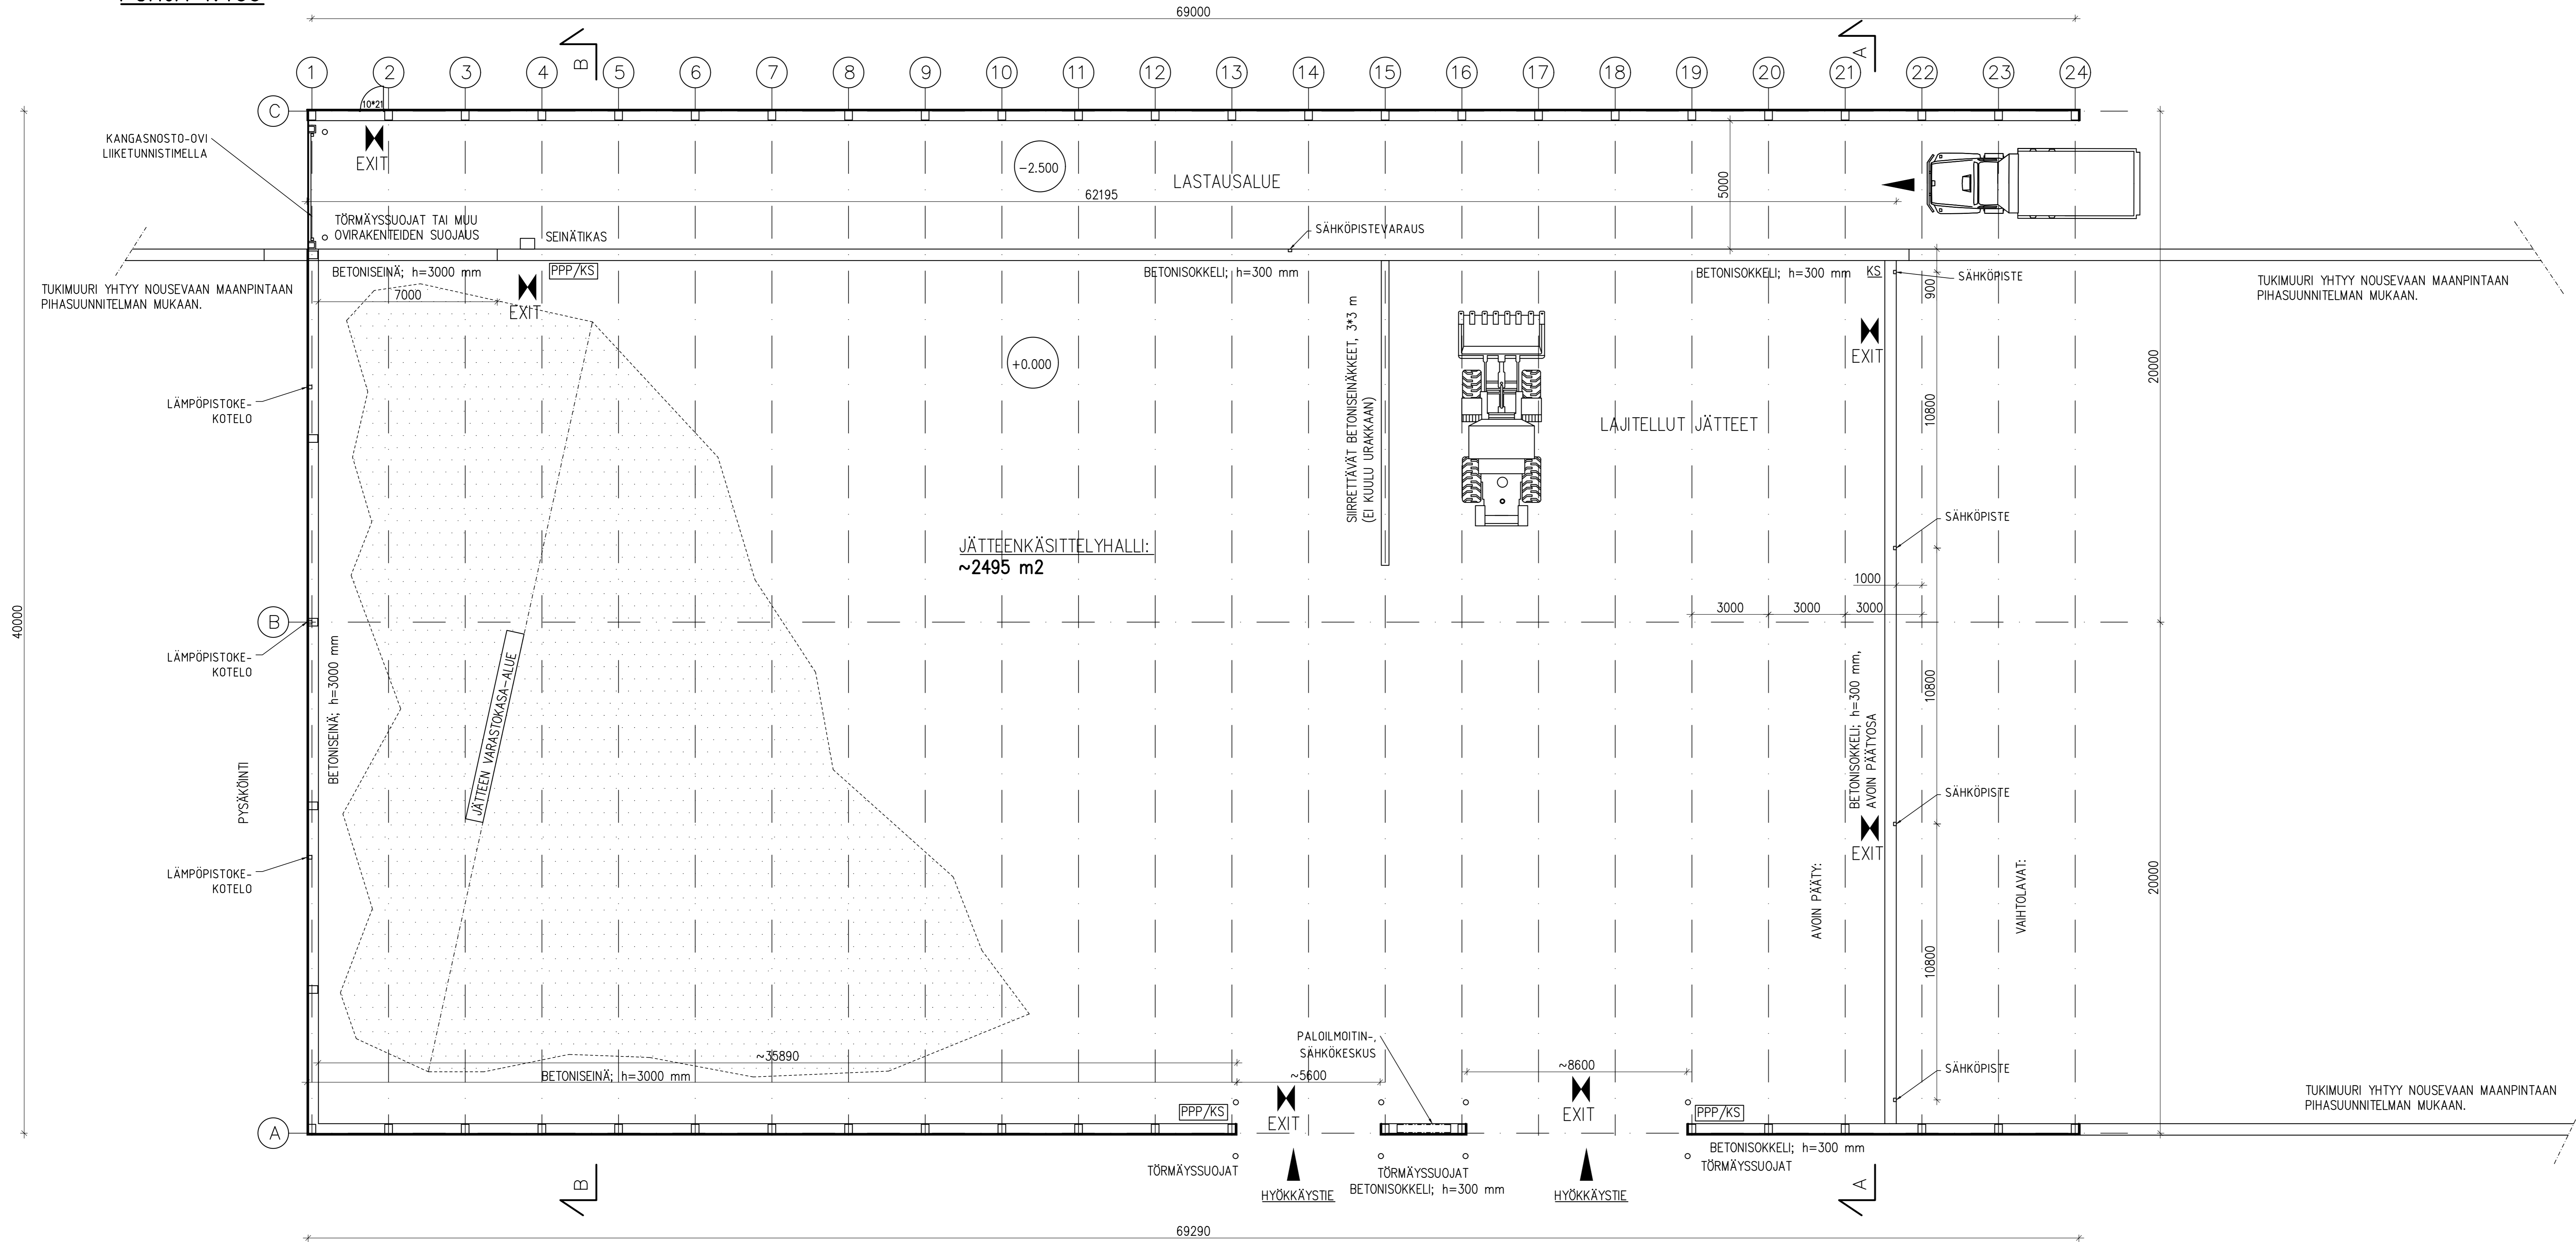 69000
B
A
1 2 3 4 5 6 7 8 9 10 11 12 13 14 15 16 17 18 19 20 21 22 23 24
C
10*21
EXIT
KANGASNOSTO-OVI
LIIKETUNNISTIMELLA
-2.500
LASTAUSALUE
62195
5000
TÖRMÄYSSUOJAT TAI MUU
OVIRAKENTEIDEN SUOJAUS
SEINÄTIKAS
SÄHKÖPISTEVARAUS
BETONISEINÄ; h=3000 mm
PPP/KS
BETONISOKKELI; h=300 mm
BETONISOKKELI; h=300 mm
KS
SÄHKÖPISTE
TUKIMUURI YHTYY NOUSEVAAN MAANPINTAAN
PIHASUUNNITELMAN MUKAAN.
TUKIMUURI YHTYY NOUSEVAAN MAANPINTAAN
PIHASUUNNITELMAN MUKAAN.
7000
EXIT
900
+0.000
SIIRRETTÄVÄT BETONISEINÄKKEET, 3*3 m
(EI KUULU URAKKAAN)
EXIT
20000
LÄMPÖPISTOKE-
KOTELO
10800
LAJITELLUT JÄTTEET
SÄHKÖPISTE
JÄTTEENKÄSITTELYHALLI:
~2495 m2
1000
3000
3000
3000
40000
B
LÄMPÖPISTOKE-
KOTELO
BETONISEINÄ; h=3000 mm
JÄTTEEN VARASTOKASA-ALUE
BETONISOKKELI; h=300 mm,
AVOIN PÄÄTYOSA
10800
PYSÄKÖINTI
SÄHKÖPISTE
EXIT
LÄMPÖPISTOKE-
KOTELO
AVOIN PÄÄTY:
VAIHTOLAVAT:
20000
10800
PALOILMOITIN-,
SÄHKÖKESKUS
~35890
BETONISEINÄ; h=3000 mm
~5600
~8600
SÄHKÖPISTE
TUKIMUURI YHTYY NOUSEVAAN MAANPINTAAN
PIHASUUNNITELMAN MUKAAN.
PPP/KS
EXIT
EXIT
PPP/KS
A
BETONISOKKELI; h=300 mm
TÖRMÄYSSUOJAT
TÖRMÄYSSUOJAT
TÖRMÄYSSUOJAT
BETONISOKKELI; h=300 mm
HYÖKKÄYSTIE
HYÖKKÄYSTIE
B
A
69290